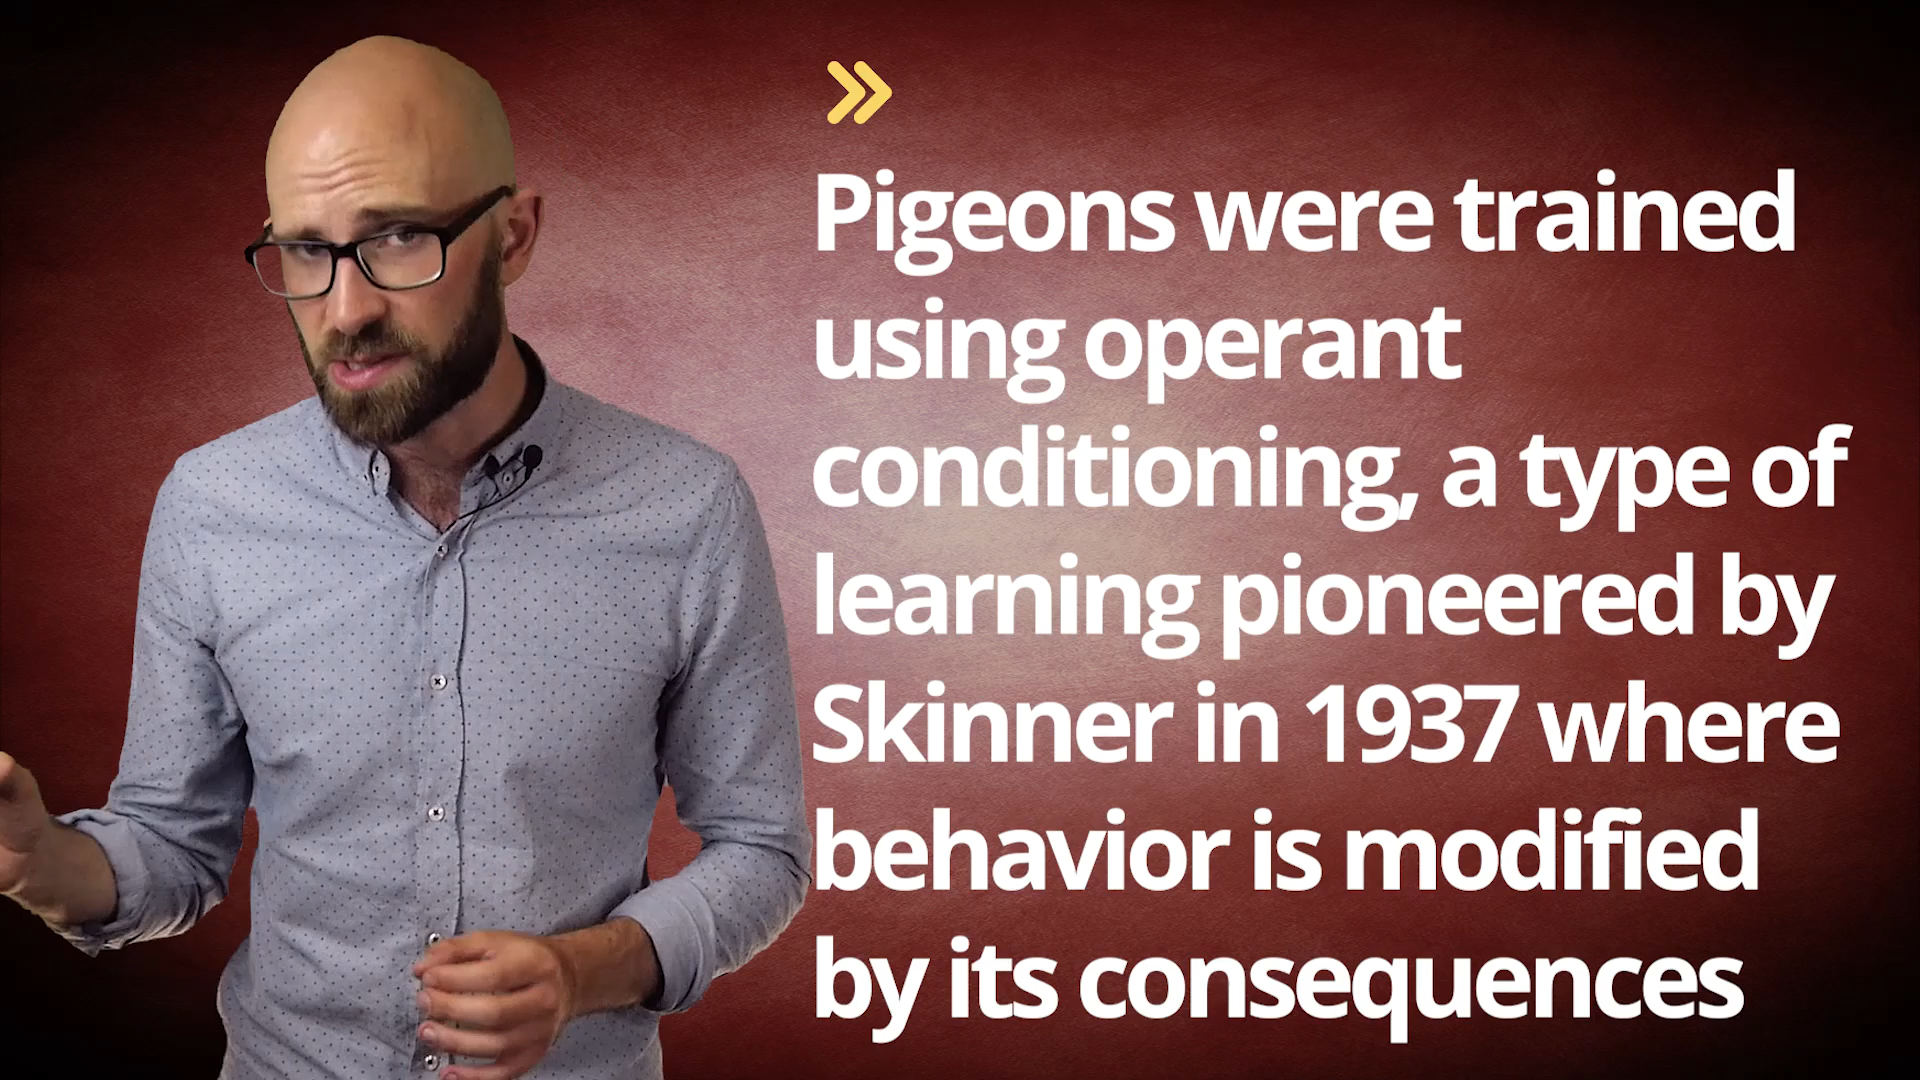 Pigeons were trained
using operant
conditioning, a type of
learning pioneered by
Skinner in 1937 where
behavior is modified
by its consequences